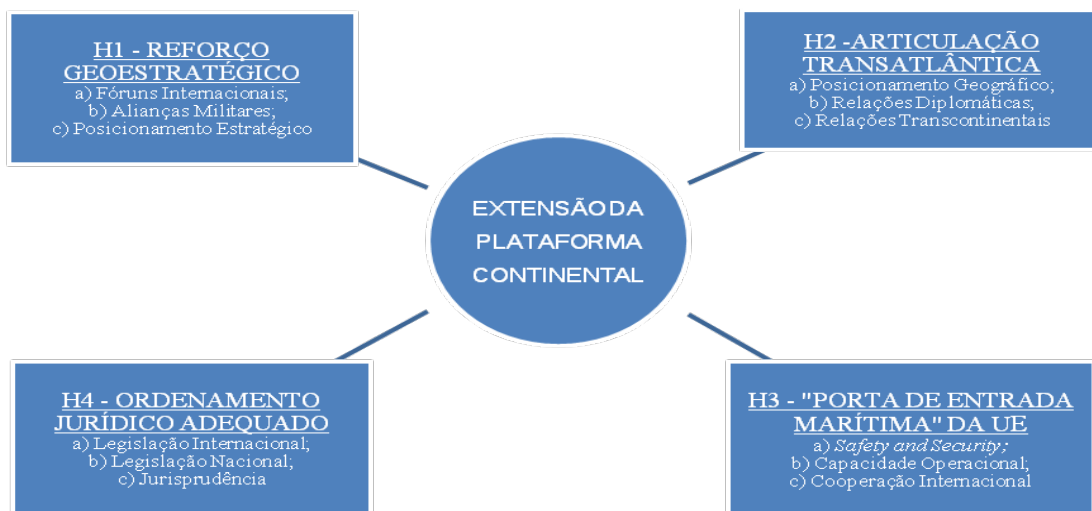 H1 - REFORÇO
GEOESTRATÉGICO
a) Fóruns Internacionais;
b) Alianças Militares;
c) Posicionamento Estratégico
H2 -ARTICULAÇÃO
TRANSATLÂNTICA
a) Posicionamento Geográfico;
b) Relações Diplomáticas;
c) Relações Transcontinentais
EXTENSÃO DA
PLATAFORMA
CONTINENTAL
H4 - ORDENAMENTO
JURÍDICO ADEQUADO
a) Legislação Internacional;
b) Legislação Nacional;
c) Jurisprudência
H3 - "PORTA DE ENTRADA
MARÍTIMA" DA UE
a) Safety and Security;
b) Capacidade Operacional;
c) Cooperação Internacional